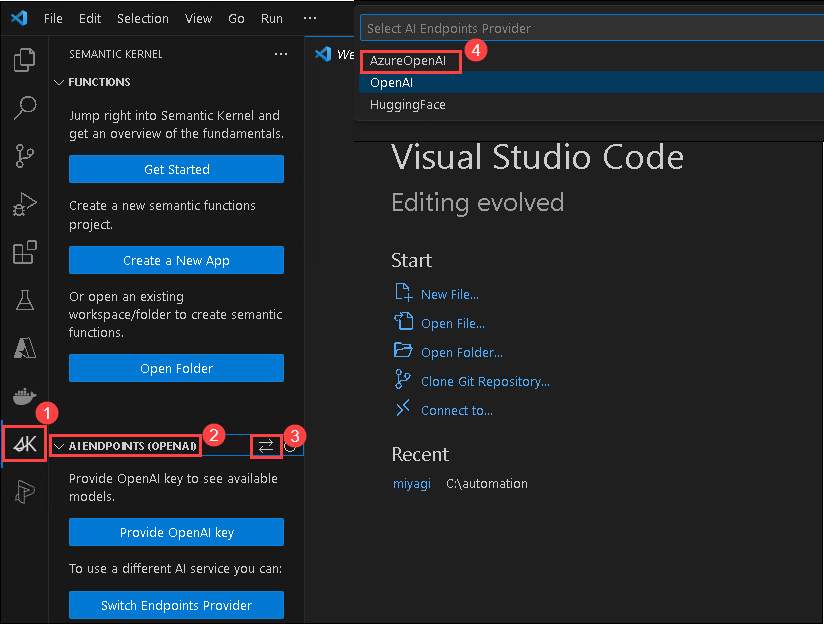 File Edit Selection View Go Run ···
Select AI Endpoints Provider
AzureOpenAI
4
OpenAI
HuggingFace
SEMANTIC KERNEL
FUNCTIONS
Jump right into Semantic Kernel and
get an overview of the fundamentals.
Get Started
Create a new semantic functions
project.
Create a New App
Or open an existing
workspace/folder to create semantic
functions.
Open Folder
1
AI ENDPOINTS (OPENAI)
2
3
Provide OpenAI key to see available
models.
Provide OpenAI key
To use a different AI service you can:
Switch Endpoints Provider
We
Visual Studio Code
Editing evolved
Start
New File...
Open File...
Open Folder...
Clone Git Repository...
Connect to...
Recent
miyagi C:\automation